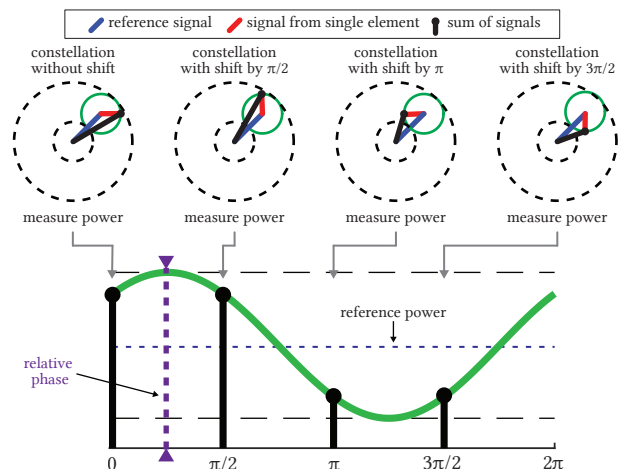 reference signal signal from single element sum of signals
constellation
without shift
constellation
with shift by π/2
constellation
with shift by π
constellation
with shift by 3π/2
measure power
measure power
measure power
measure power
reference power
relative
phase
0 π/2 π 3π/2 2π